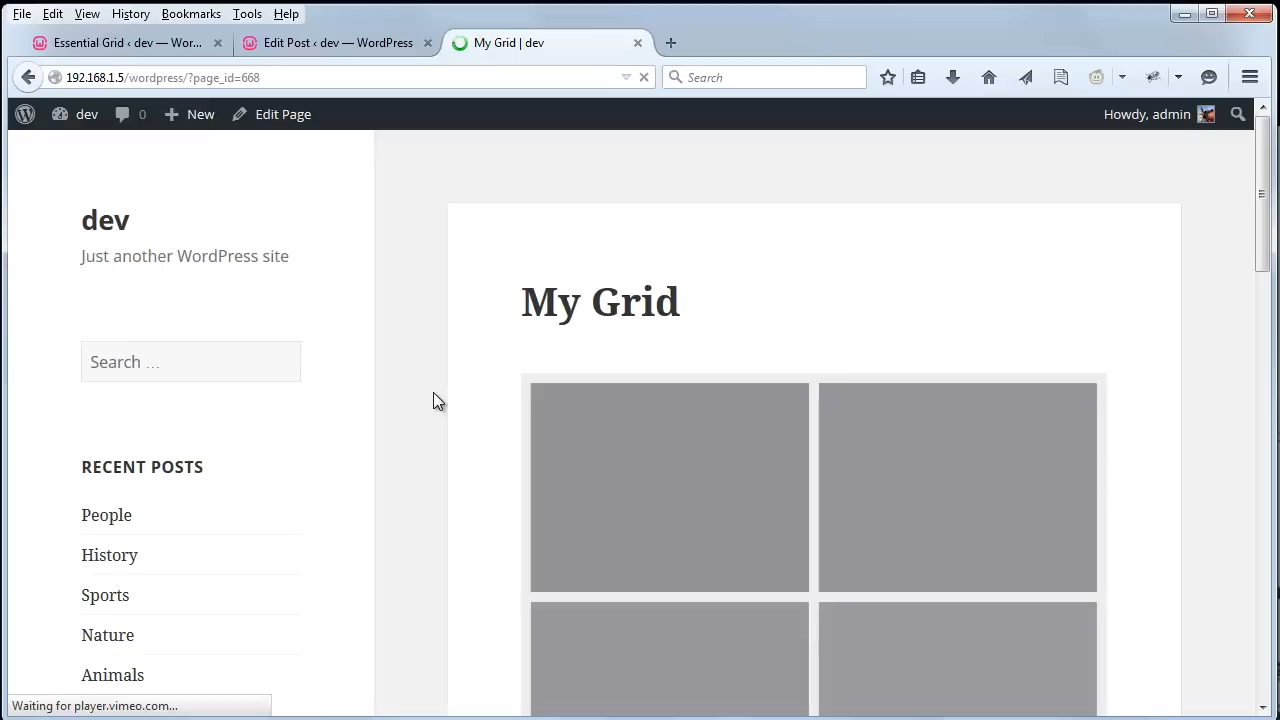 File Edit View History Bookmarks Tools Help
Essential Grid ‹ dev — Wor... Edit Post ‹ dev — WordPress My Grid | dev
192.168.1.5/wordpress/?page_id=668 Search
dev 0 New Edit Page Howdy, admin
dev
Just another WordPress site
My Grid
Search …
RECENT POSTS
People
History
Sports
Nature
Animals
Waiting for player.vimeo.com...